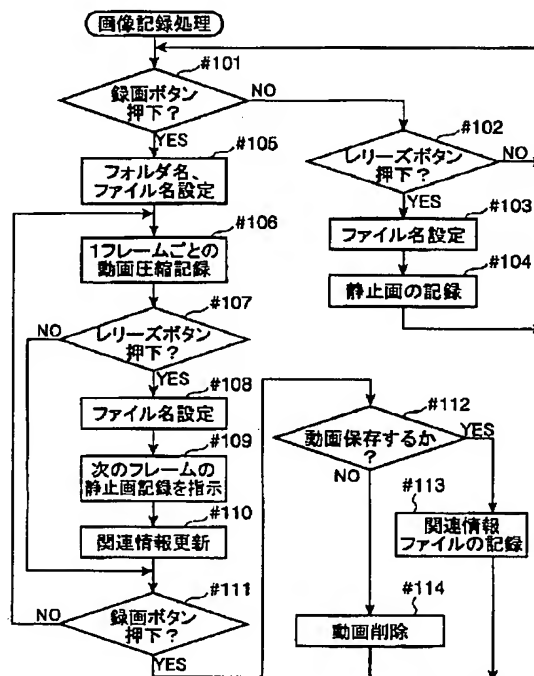 画像記録処理
#101
録画ボタン
押下？
NO
YES
#102
レリーズボタン
押下？
NO
YES
#103
ファイル名設定
#104
静止画の記録
#105
フォルダ名、
ファイル名設定
#106
1フレームごとの
動画圧縮記録
#107
NO
レリーズボタン
押下？
YES
#108
ファイル名設定
#109
次のフレームの
静止画記録を指示
#110
関連情報更新
#111
NO
録画ボタン
押下？
YES
#112
動画保存するか
？
YES
NO
#113
関連情報
ファイルの記録
#114
動画削除